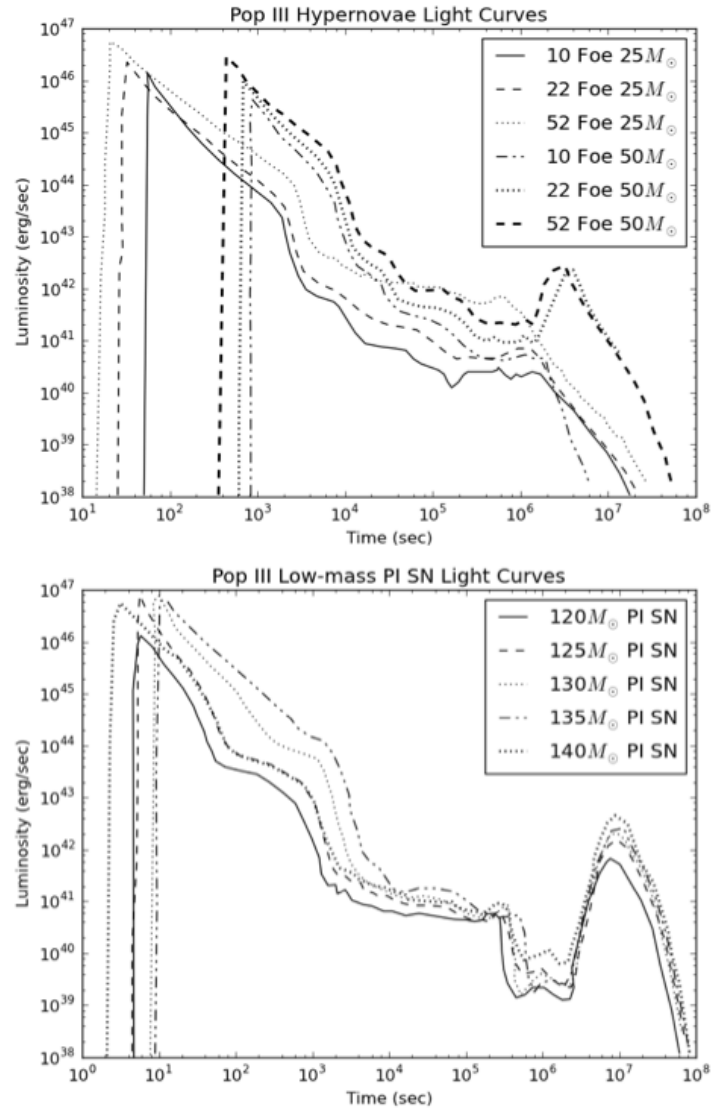 Pop III Hypernovae Light Curves
10^47
10^46
10^45
10^44
10^43
10^42
10^41
10^40
10^39
10^38
Luminosity (erg/sec)
10 Foe 25M⊙
22 Foe 25M⊙
52 Foe 25M⊙
10 Foe 50M⊙
22 Foe 50M⊙
52 Foe 50M⊙
10^1 10^2 10^3 10^4 10^5 10^6 10^7 10^8
Time (sec)
Pop III Low-mass PI SN Light Curves
10^47
10^46
10^45
10^44
10^43
10^42
10^41
10^40
10^39
10^38
Luminosity (erg/sec)
120M⊙ PI SN
125M⊙ PI SN
130M⊙ PI SN
135M⊙ PI SN
140M⊙ PI SN
10^0 10^1 10^2 10^3 10^4 10^5 10^6 10^7 10^8
Time (sec)